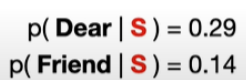 p( Dear | S ) = 0.29
p( Friend | S ) = 0.14